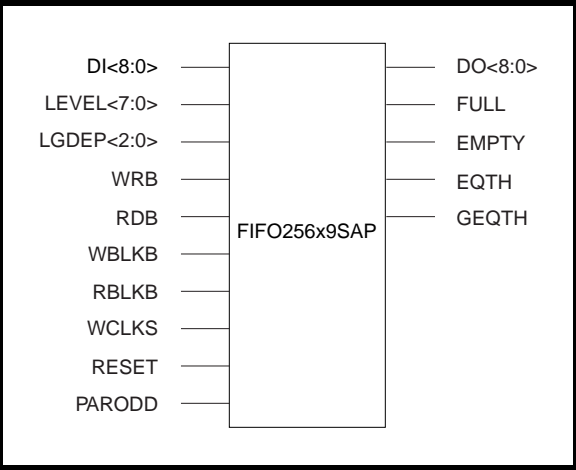 DI<8:0> DO<8:0>
LEVEL<7:0> FULL
LGDEP<2:0> EMPTY
WRB EQTH
RDB GEQTH
FIFO256x9SAP
WBLKB
RBLKB
WCLKS
RESET
PARODD